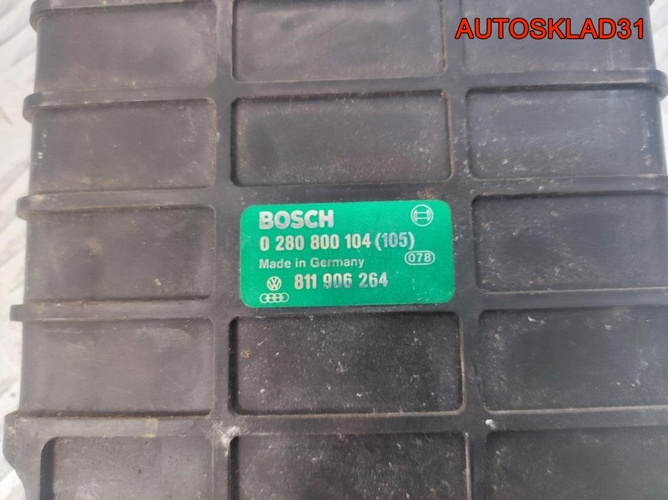 AUTOSKLAD31
BOSCH
0 280 800 104 (105)
Made in Germany 078
811 906 264